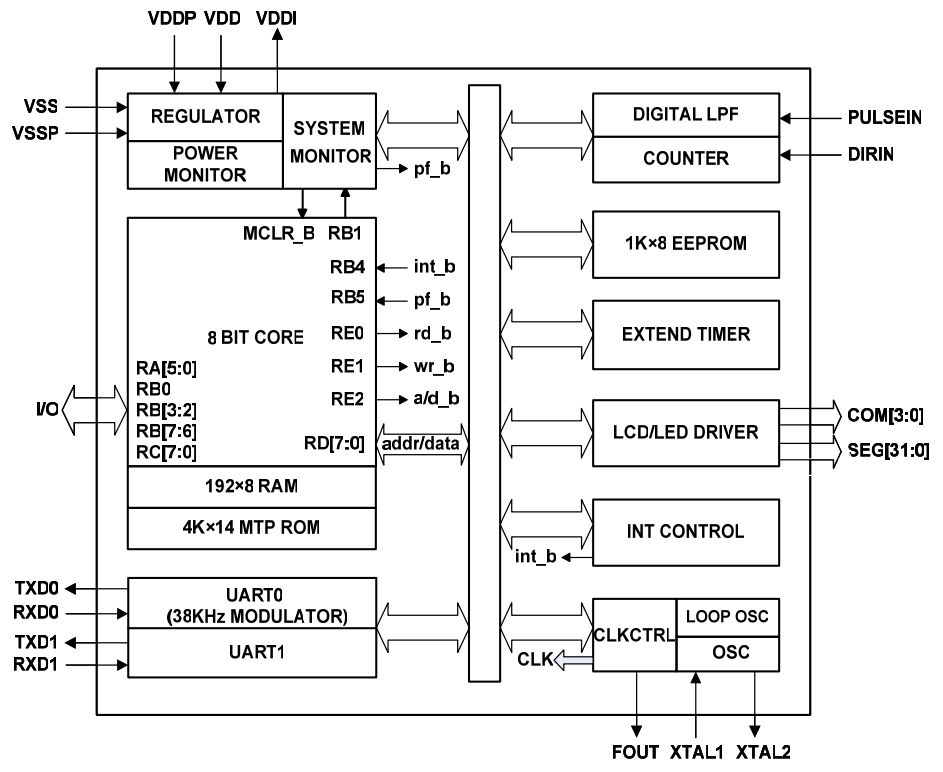 VDDP VDD VDDI
VSS
VSSP
REGULATOR
POWER
MONITOR
SYSTEM
MONITOR
pf_b
MCLR_B RB1
RB4
int_b
RB5
pf_b
8 BIT CORE
RE0
rd_b
RE1
wr_b
RE2
a/d_b
RA[5:0]
RB0
RB[3:2]
RB[7:6]
RC[7:0]
I/O
RD[7:0]
addr/data
192×8 RAM
4K×14 MTP ROM
TXD0
RXD0
TXD1
RXD1
UART0
(38KHz MODULATOR)
UART1
DIGITAL LPF
COUNTER
PULSEIN
DIRIN
1K×8 EEPROM
EXTEND TIMER
LCD/LED DRIVER
COM[3:0]
SEG[31:0]
INT CONTROL
int_b
CLKCTRL
LOOP OSC
OSC
CLK
FOUT XTAL1 XTAL2